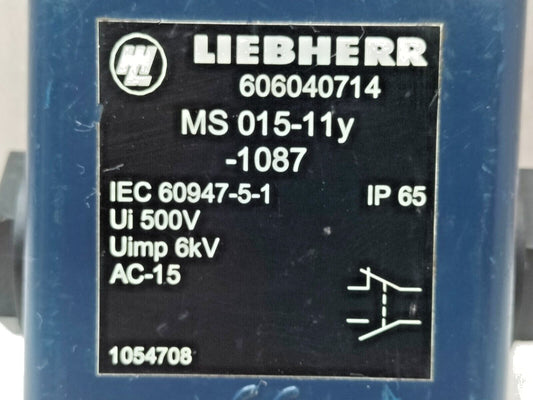 LIEBHERR
606040714
MS 015-11y
-1087
IEC 60947-5-1 IP 65
Ui 500V
Uimp 6kV
AC-15
1054708